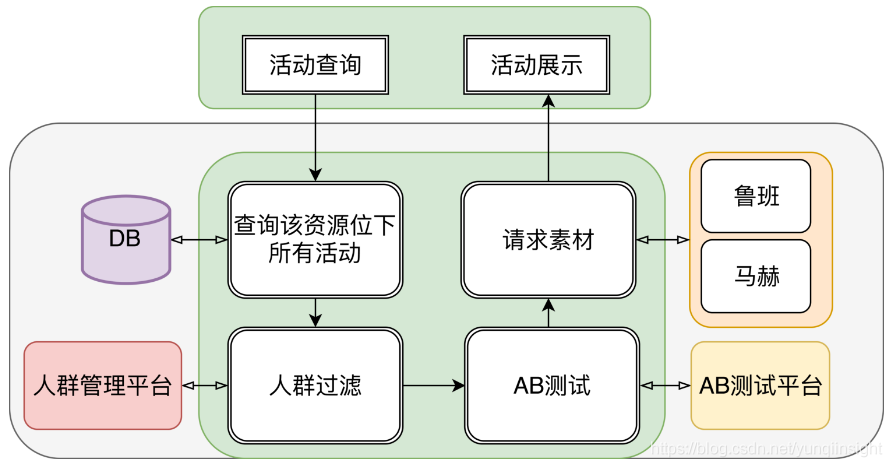 活动查询
活动展示
DB
查询该资源位下
所有活动
请求素材
鲁班
马赫
人群管理平台
人群过滤
AB测试
AB测试平台
https://blog.csdn.net/yunqiinsight